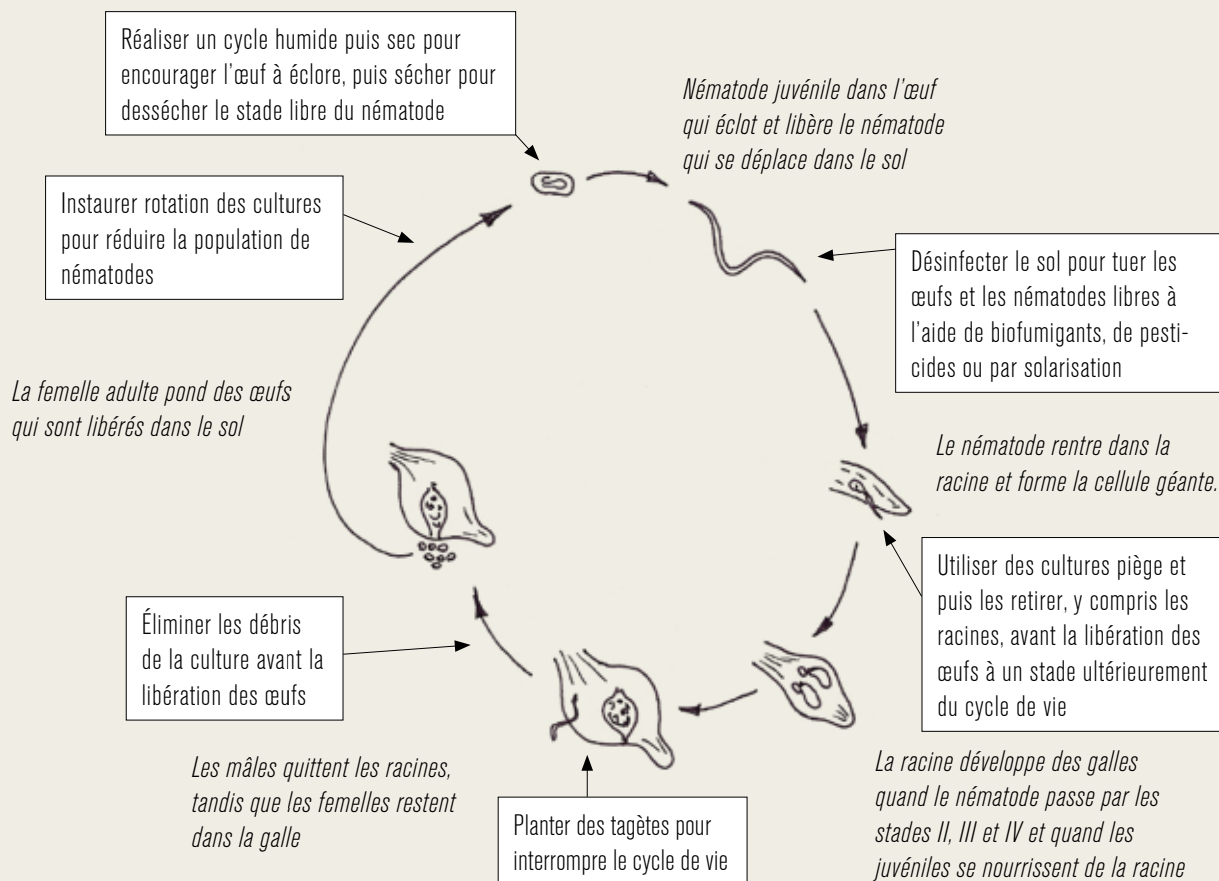 Réaliser un cycle humide puis sec pour
encourager l'œuf à éclore, puis sécher pour
dessécher le stade libre du nématode
Nématode juvénile dans l'œuf
qui éclot et libère le nématode
qui se déplace dans le sol
Instaurer rotation des cultures
pour réduire la population de
nématodes
Désinfecter le sol pour tuer les
œufs et les nématodes libres à
l'aide de biofumigants, de pesti-
cides ou par solarisation
La femelle adulte pond des œufs
qui sont libérés dans le sol
Le nématode rentre dans la
racine et forme la cellule géante.
Utiliser des cultures piège et
puis les retirer, y compris les
racines, avant la libération des
œufs à un stade ultérieurement
du cycle de vie
Éliminer les débris
de la culture avant la
libération des œufs
Les mâles quittent les racines,
tandis que les femelles restent
dans la galle
Planter des tagètes pour
interrompre le cycle de vie
La racine développe des galles
quand le nématode passe par les
stades II, III et IV et quand les
juvéniles se nourrissent de la racine